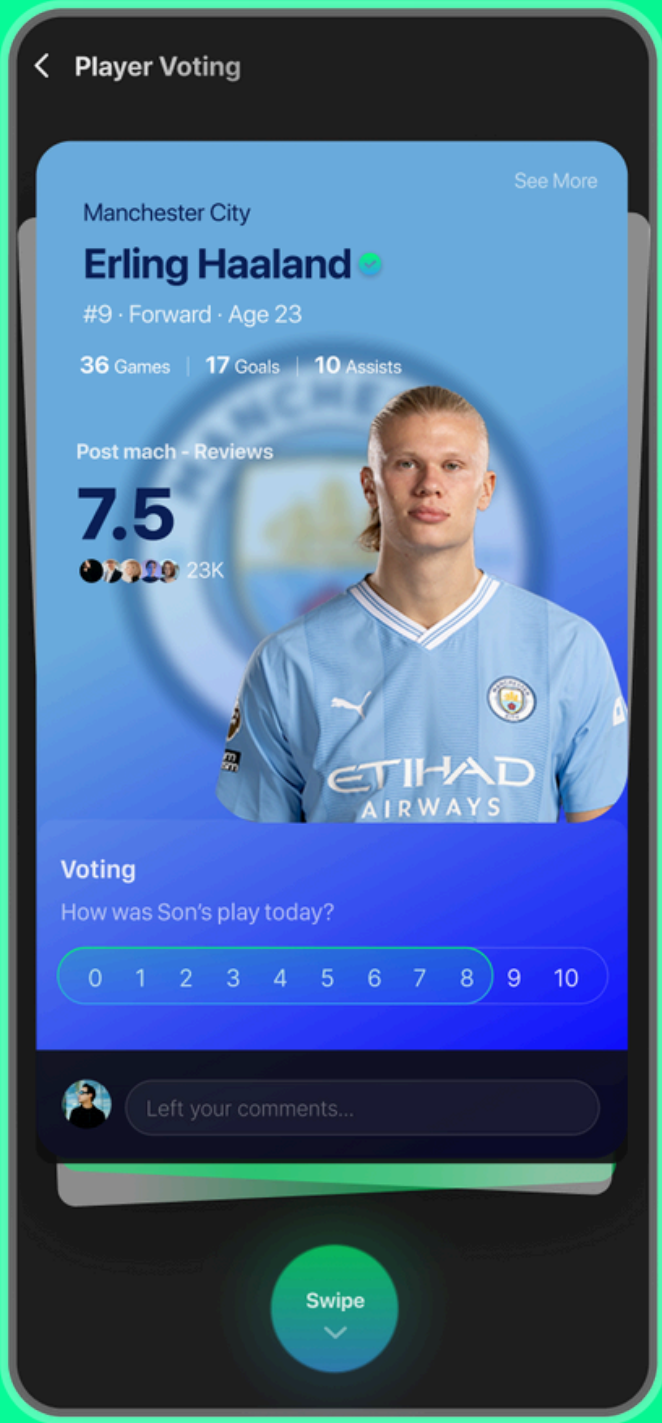 Player Voting
See More
Manchester City
Erling Haaland
#9 · Forward · Age 23
36 Games | 17 Goals | 10 Assists
Post mach - Reviews
7.5
23K
MANCHESTER
CITY
ETIHAD
AIRWAYS
Voting
How was Son's play today?
0 1 2 3 4 5 6 7 8 9 10
Left your comments...
Swipe